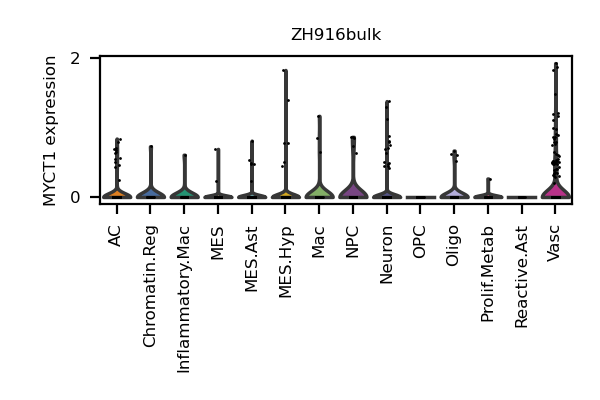 ZH916bulk
MYCT1 expression
2
0
AC
Chromatin.Reg
Inflammatory.Mac
MES
MES.Ast
MES.Hyp
Mac
NPC
Neuron
OPC
Oligo
Prolif.Metab
Reactive.Ast
Vasc